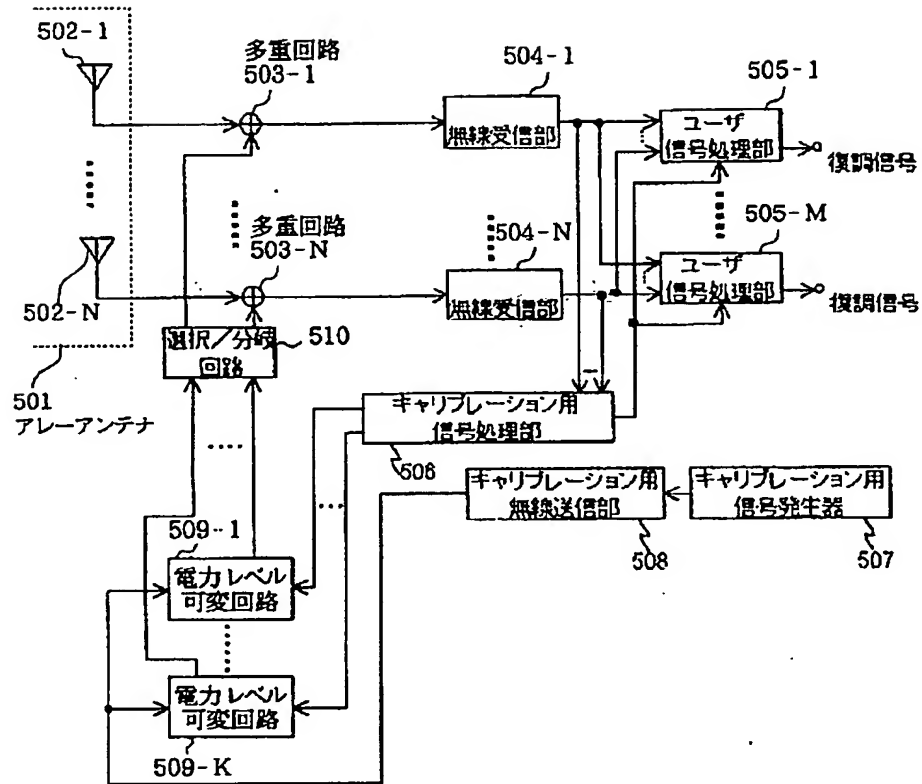 502-1
多重回路
503-1
504-1
無線受信部
505-1
ユーザ
信号処理部
復調信号
多重回路
503-N
504-N
無線受信部
505-M
ユーザ
信号処理部
復調信号
502-N
選択/分岐
回路
510
501
アレーアンテナ
キャリブレーション用
信号処理部
506
キャリブレーション用
無線送信部
508
キャリブレーション用
信号発生器
507
509-1
電力レベル
可変回路
電力レベル
可変回路
509-K